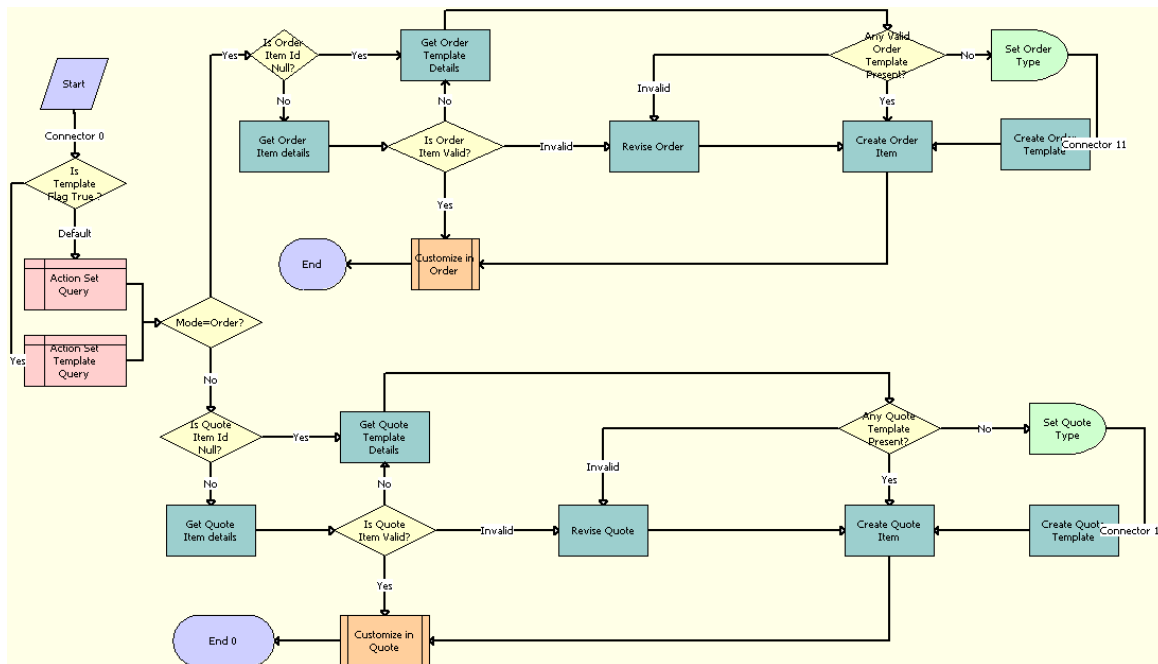 Start
Connector 0
Is
Template
Flag True ?
Default
Yes
Action Set
Query
Action Set
Template
Query
Mode=Order?
Yes
Is Order
Item Id
Null?
Yes
No
Get Order
Item details
Get Order
Template
Details
No
Is Order
Item Valid?
Invalid
Yes
Revise Order
Invalid
Any Valid
Order
Template
Present?
No
Yes
Set Order
Type
Create Order
Item
Create Order
Template
Connector 11
Customize in
Order
End
No
Is Quote
Item Id
Null?
Yes
No
Get Quote
Item details
Get Quote
Template
Details
No
Is Quote
Item Valid?
Invalid
Yes
Revise Quote
Invalid
Any Quote
Template
Present?
No
Yes
Set Quote
Type
Create Quote
Item
Create Quote
Template
Connector 1
Customize in
Quote
End 0